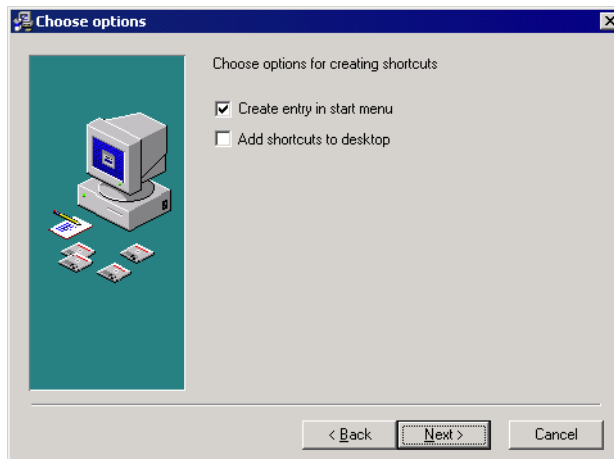 Choose options
Choose options for creating shortcuts
Create entry in start menu
Add shortcuts to desktop
< Back
Next >
Cancel